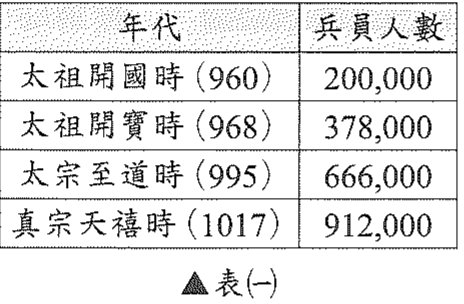 年代 兵員人數
太祖開國時(960) 200,000
太祖開寶時(968) 378,000
太宗至道時(995) 666,000
真宗天禧時(1017) 912,000
▲表㈠